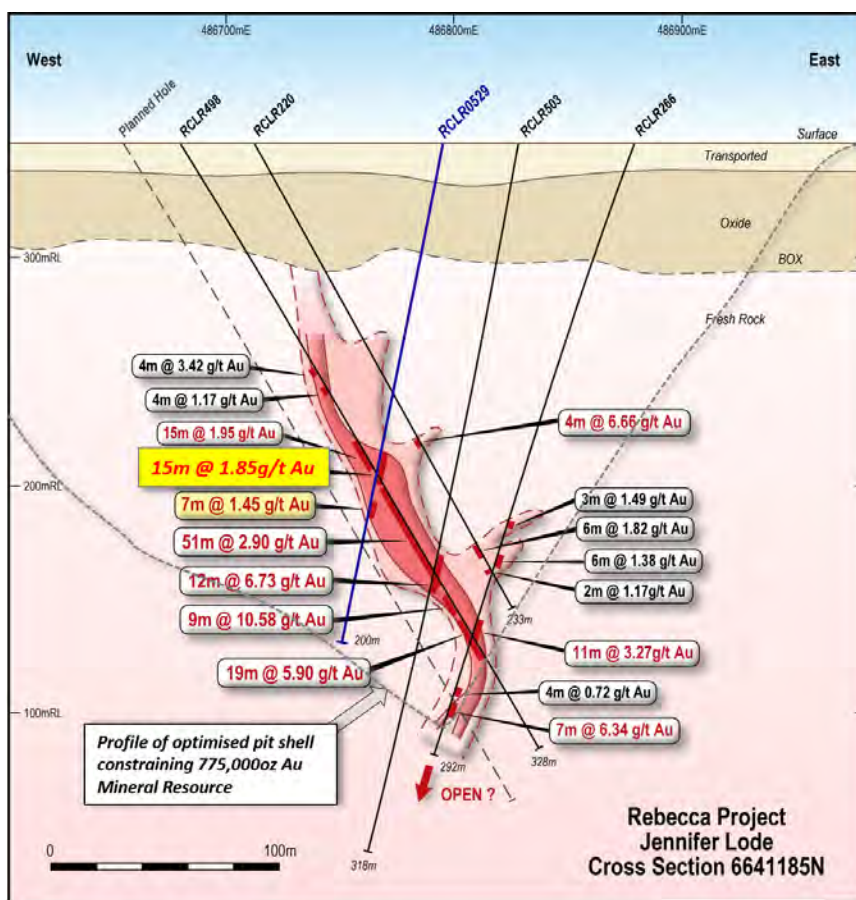 486700mE
486800mE
486900mE
West
East
Planned Hole
RCLR498
RCLR220
RCLR0529
RCLR503
RCLR266
Surface
Transported
Oxide
BOX
300mRL
Fresh Rock
4m @ 3.42 g/t Au
4m @ 1.17 g/t Au
15m @ 1.95 g/t Au
4m @ 6.66 g/t Au
15m @ 1.85g/t Au
200mRL
7m @ 1.45 g/t Au
3m @ 1.49 g/t Au
6m @ 1.82 g/t Au
51m @ 2.90 g/t Au
6m @ 1.38 g/t Au
12m @ 6.73 g/t Au
2m @ 1.17g/t Au
9m @ 10.58 g/t Au
233m
200m
11m @ 3.27g/t Au
19m @ 5.90 g/t Au
4m @ 0.72 g/t Au
100mRL
7m @ 6.34 g/t Au
Profile of optimised pit shell
constraining 775,000oz Au
Mineral Resource
292m
328m
OPEN ?
Rebecca Project
Jennifer Lode
Cross Section 6641185N
0
100m
318m